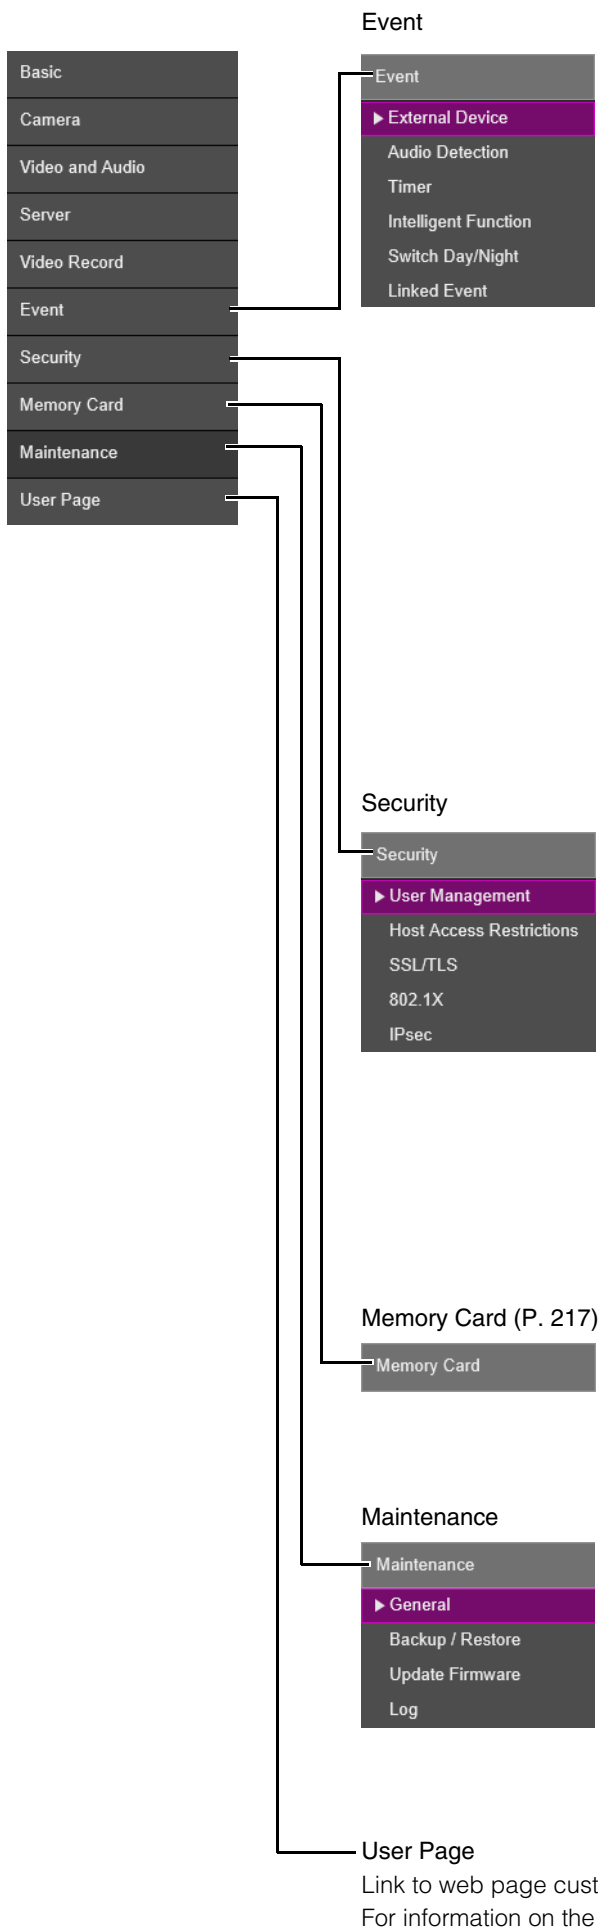 Event
Basic
Camera
Video and Audio
Server
Video Record
Event
Security
Memory Card
Maintenance
User Page
Event
External Device
Audio Detection
Timer
Intelligent Function
Switch Day/Night
Linked Event
Security
Security
User Management
Host Access Restrictions
SSL/TLS
802.1X
IPsec
Memory Card (P. 217)
Memory Card
Maintenance
Maintenance
General
Backup / Restore
Update Firmware
Log
User Page
Link to web page cust
For information on the